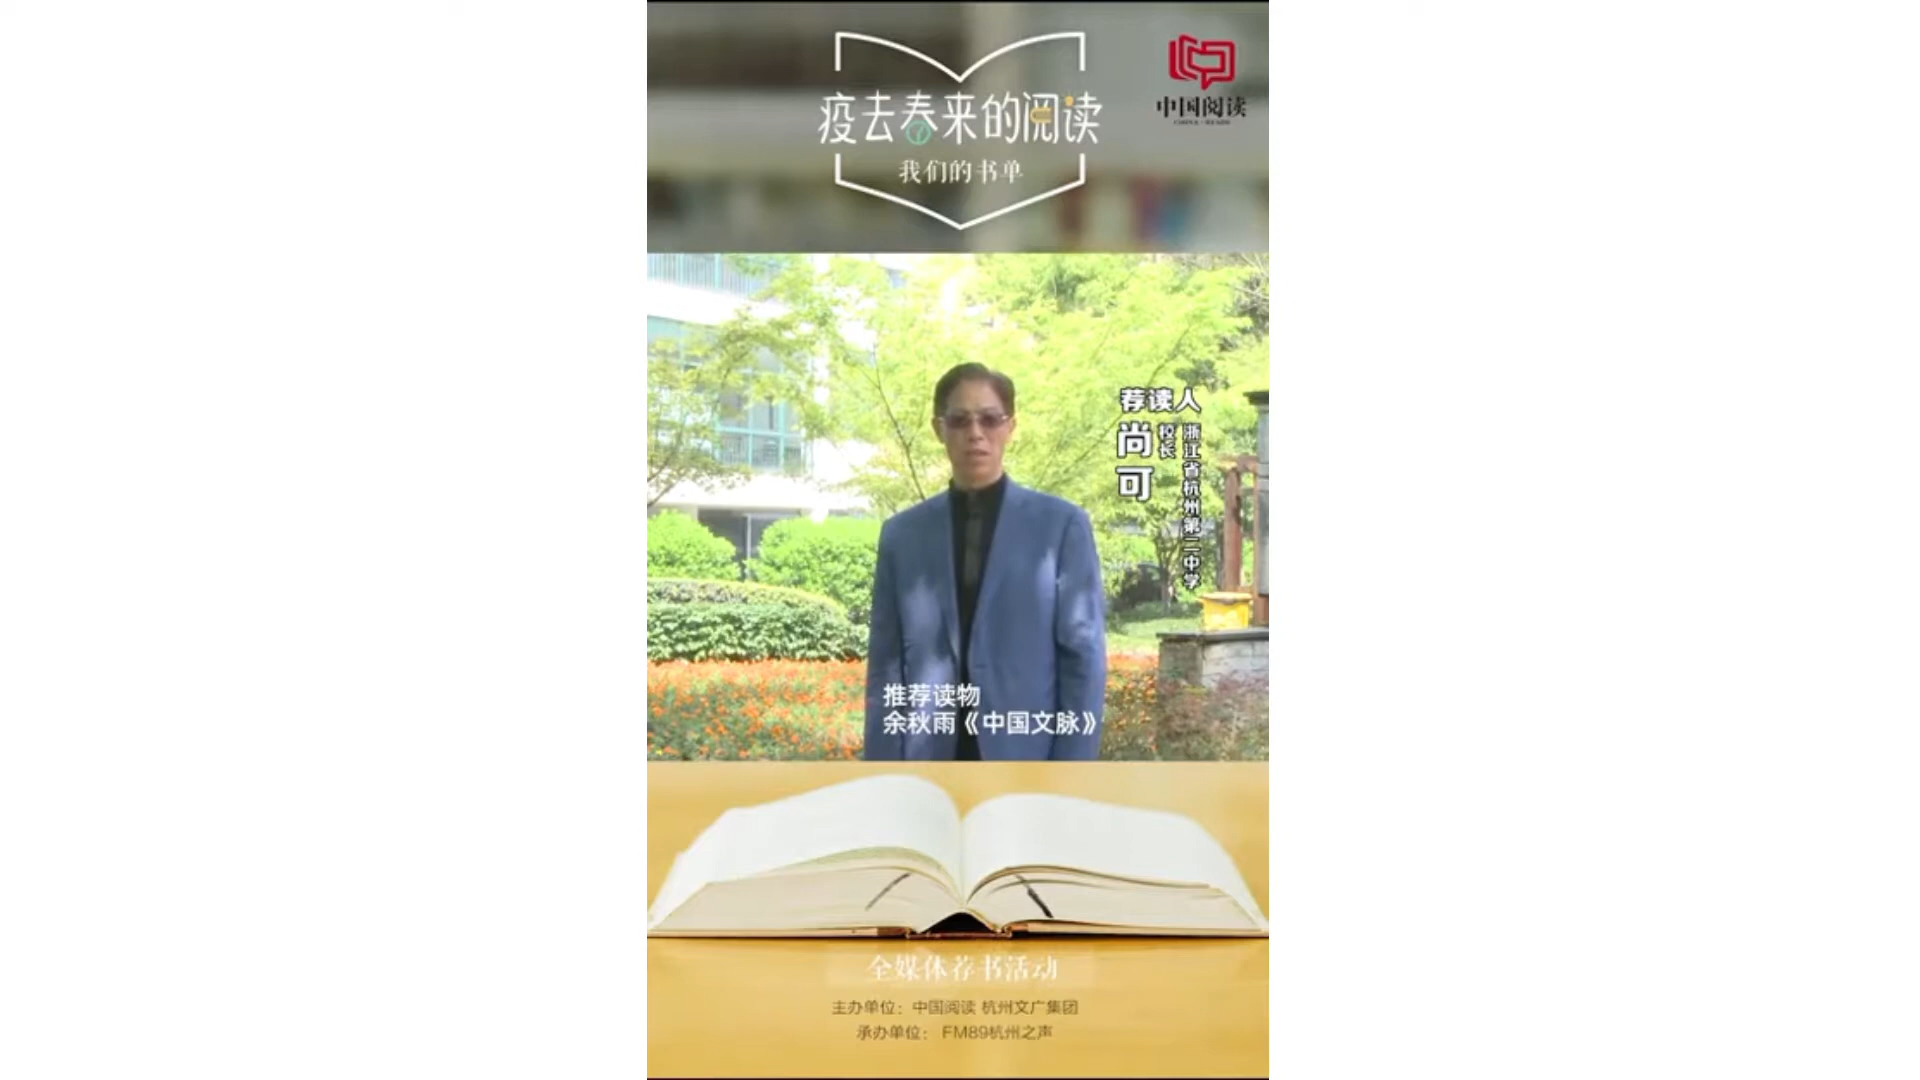 疫去春来的阅读
我们的书单
中国阅读
荐读人
尚可
校长
浙江省杭州第二中学
推荐读物
余秋雨《中国文脉》
全媒体荐书活动
主办单位：中国阅读 杭州文广集团
承办单位： FM89杭州之声